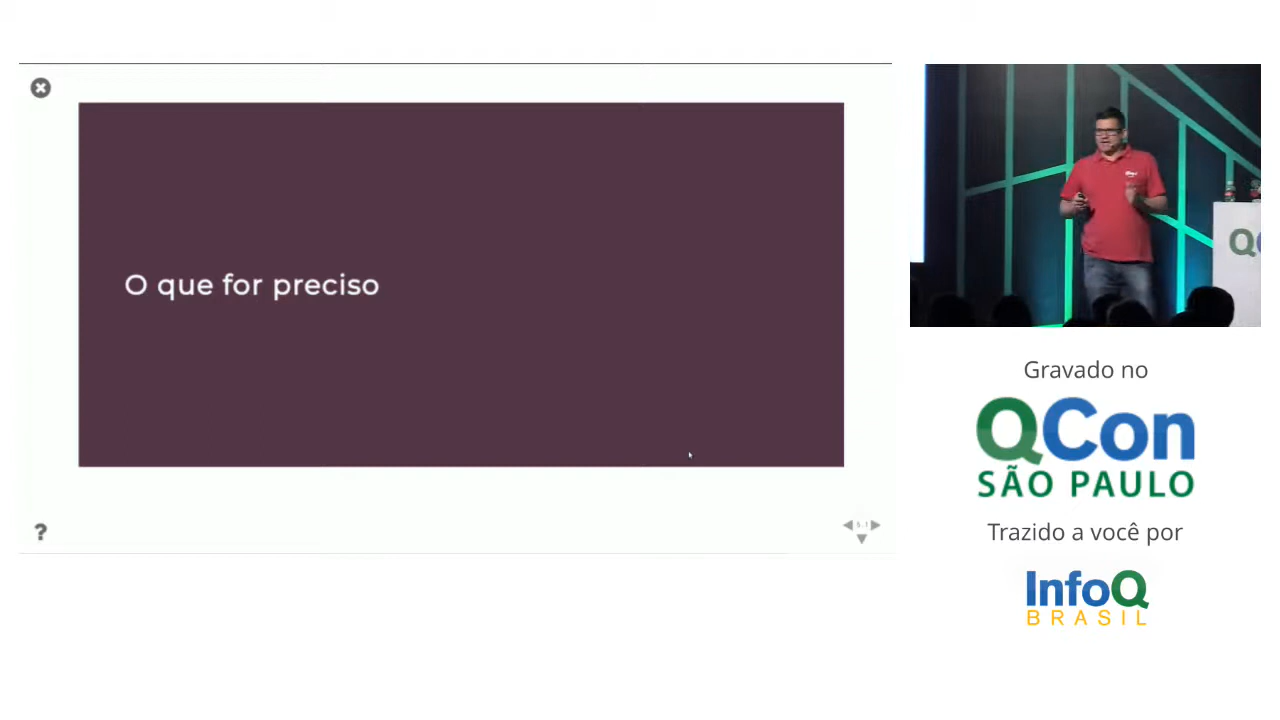 O que for preciso
?
Gravado no
QCon
SÃO PAULO
Trazido a você por
InfoQ
BRASIL